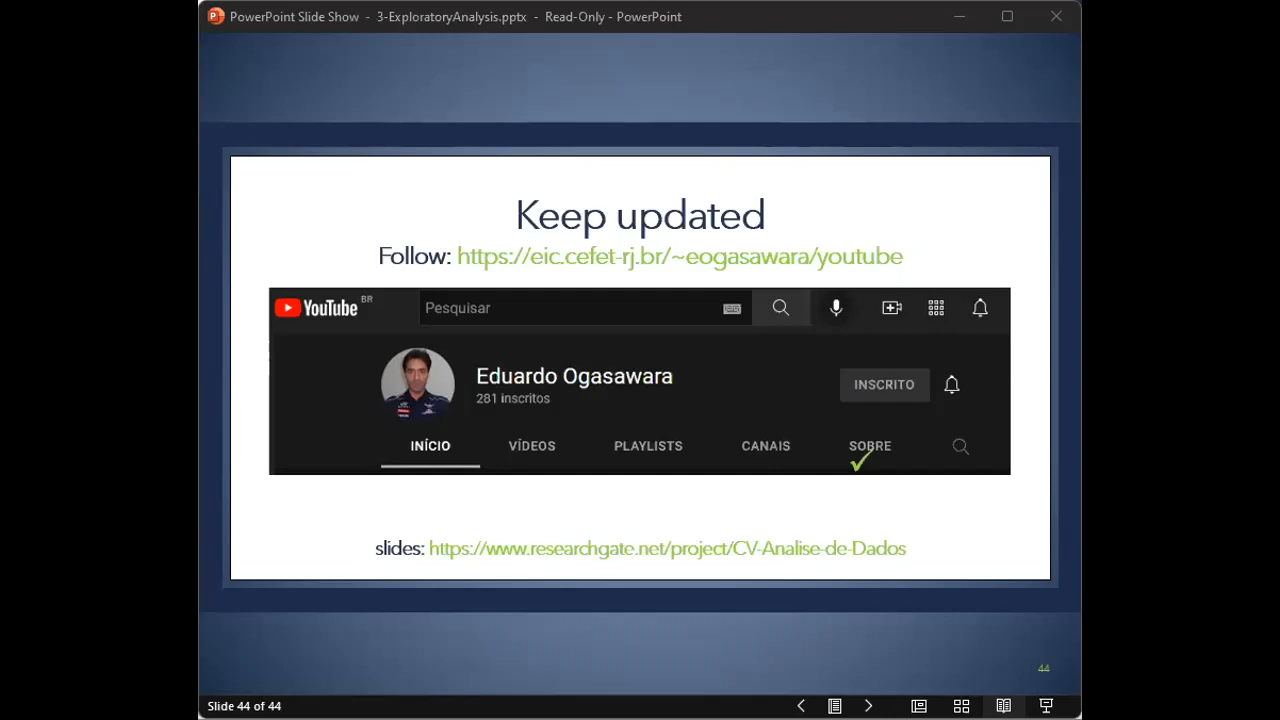 PowerPoint Slide Show - 3-ExploratoryAnalysis.pptx - Read-Only - PowerPoint
Keep updated
Follow: https://eic.cefet-rj.br/~eogasawara/youtube
YouTube BR
Pesquisar
Eduardo Ogasawara
281 inscritos
INSCRITO
INÍCIO VÍDEOS PLAYLISTS CANAIS SOBRE
slides: https://www.researchgate.net/project/CV-Analise-de-Dados
44
Slide 44 of 44